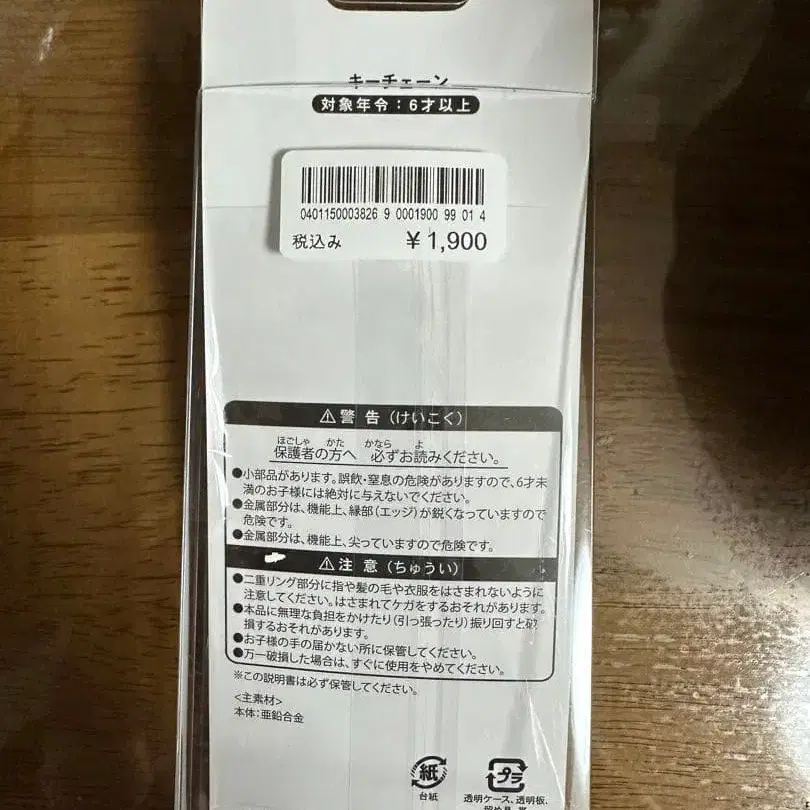 キーチェーン
対象年令：6才以上
0401150003826 9 0001900 99 01 4
税込み ￥1,900
⚠警告（けいこく）
ほごしゃ かた かなら よ
保護者の方へ 必ずお読みください。
●小部品があります。誤飲・窒息の危険がありますので、6才未
満のお子様には絶対に与えないでください。
●金属部分は、機能上、縁部（エッジ）が鋭くなっていますので
危険です。
●金属部分は、機能上、尖っていますので危険です。
⚠注意（ちゅうい）
●二重リング部分に指や髪の毛や衣服をはさまれないように
注意してください。はさまれてケガをするおそれがあります。
●本品に無理な負担をかけたり（引っ張ったり）振り回すと破
損するおそれがあります。
●お子様の手の届かない所に保管してください。
●万一破損した場合は、すぐに使用をやめてください。
※この説明書は必ず保管してください。
＜主素材＞
本体：亜鉛合金
紙 プラ
台紙 透明ケース、透明板、